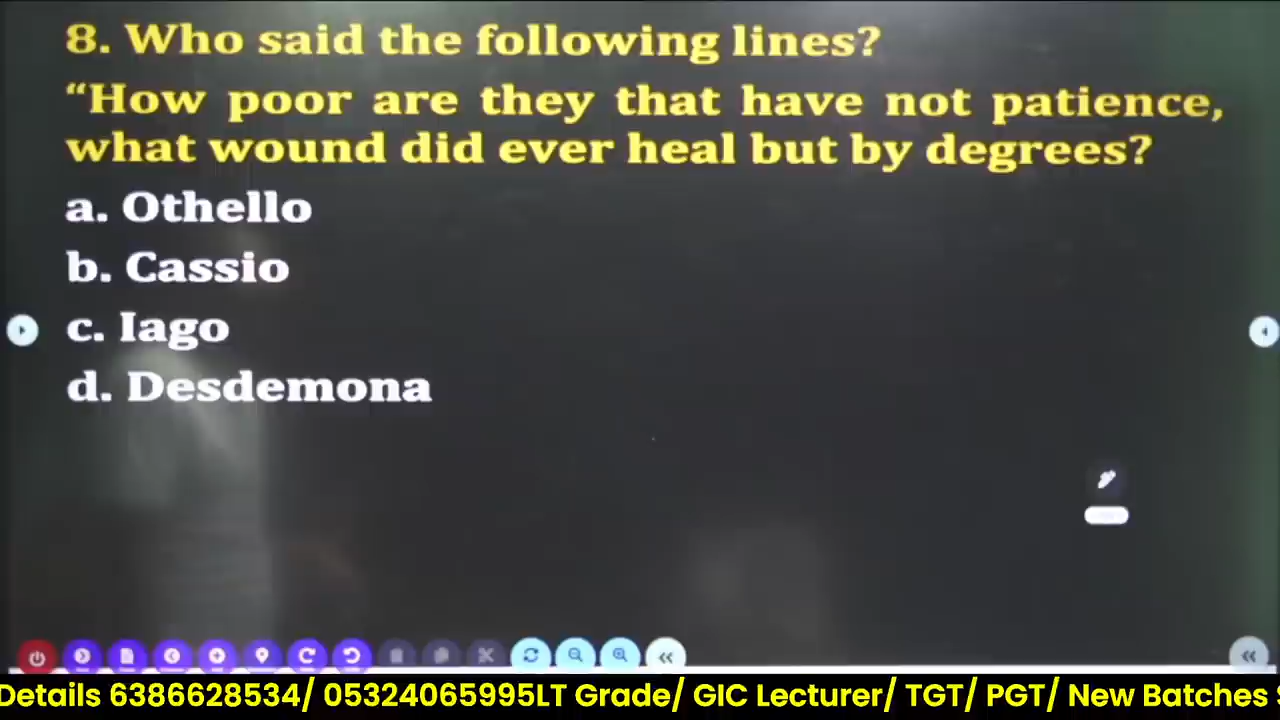 8. Who said the following lines?
“How poor are they that have not patience,
what wound did ever heal but by degrees?
a. Othello
b. Cassio
c. Iago
d. Desdemona
Details 6386628534/ 05324065995LT Grade/ GIC Lecturer/ TGT/ PGT/ New Batches